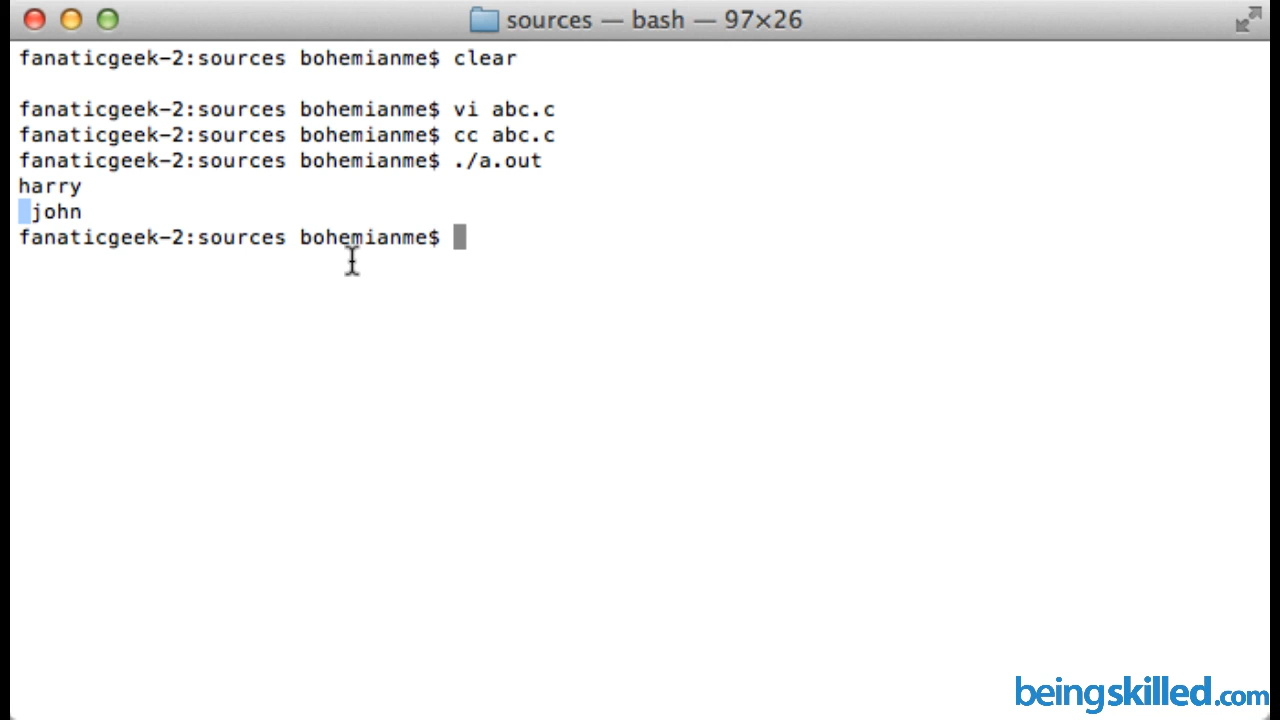 sources — bash — 97×26
fanaticgeek-2:sources bohemianme$ clear
fanaticgeek-2:sources bohemianme$ vi abc.c
fanaticgeek-2:sources bohemianme$ cc abc.c
fanaticgeek-2:sources bohemianme$ ./a.out
harry
 john
fanaticgeek-2:sources bohemianme$
beingskilled.com